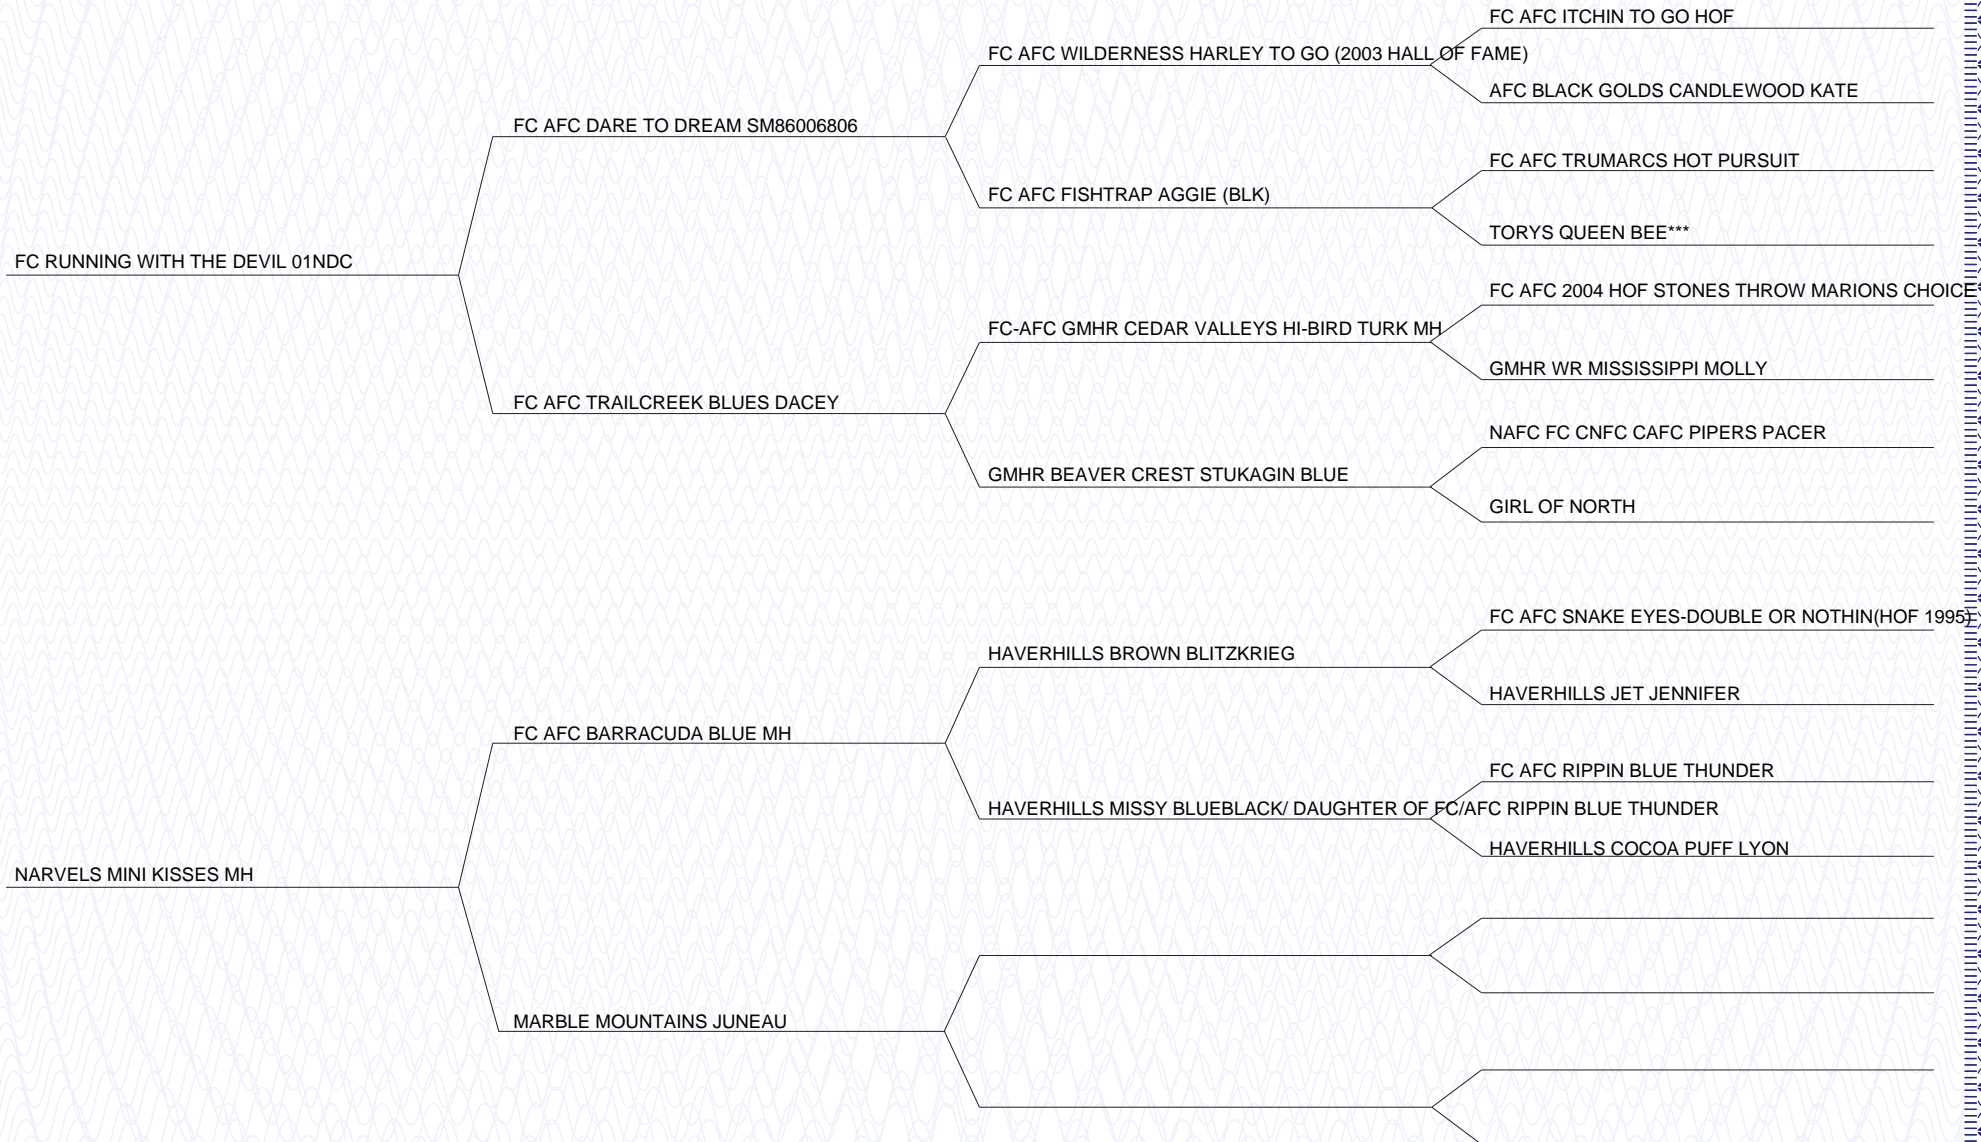 FC AFC ITCHIN TO GO HOF
FC AFC WILDERNESS HARLEY TO GO (2003 HALL OF FAME)
AFC BLACK GOLDS CANDLEWOOD KATE
FC AFC DARE TO DREAM SM86006806
FC AFC TRUMARCS HOT PURSUIT
FC AFC FISHTRAP AGGIE (BLK)
TORYS QUEEN BEE***
FC RUNNING WITH THE DEVIL 01NDC
FC AFC 2004 HOF STONES THROW MARIONS CHOICE
FC-AFC GMHR CEDAR VALLEYS HI-BIRD TURK MH
GMHR WR MISSISSIPPI MOLLY
FC AFC TRAILCREEK BLUES DACEY
NAFC FC CNFC CAFC PIPERS PACER
GMHR BEAVER CREST STUKAGIN BLUE
GIRL OF NORTH
FC AFC SNAKE EYES-DOUBLE OR NOTHIN(HOF 1995)
HAVERHILLS BROWN BLITZKRIEG
HAVERHILLS JET JENNIFER
FC AFC BARRACUDA BLUE MH
FC AFC RIPPIN BLUE THUNDER
HAVERHILLS MISSY BLUEBLACK/ DAUGHTER OF FC/AFC RIPPIN BLUE THUNDER
HAVERHILLS COCOA PUFF LYON
NARVELS MINI KISSES MH
MARBLE MOUNTAINS JUNEAU